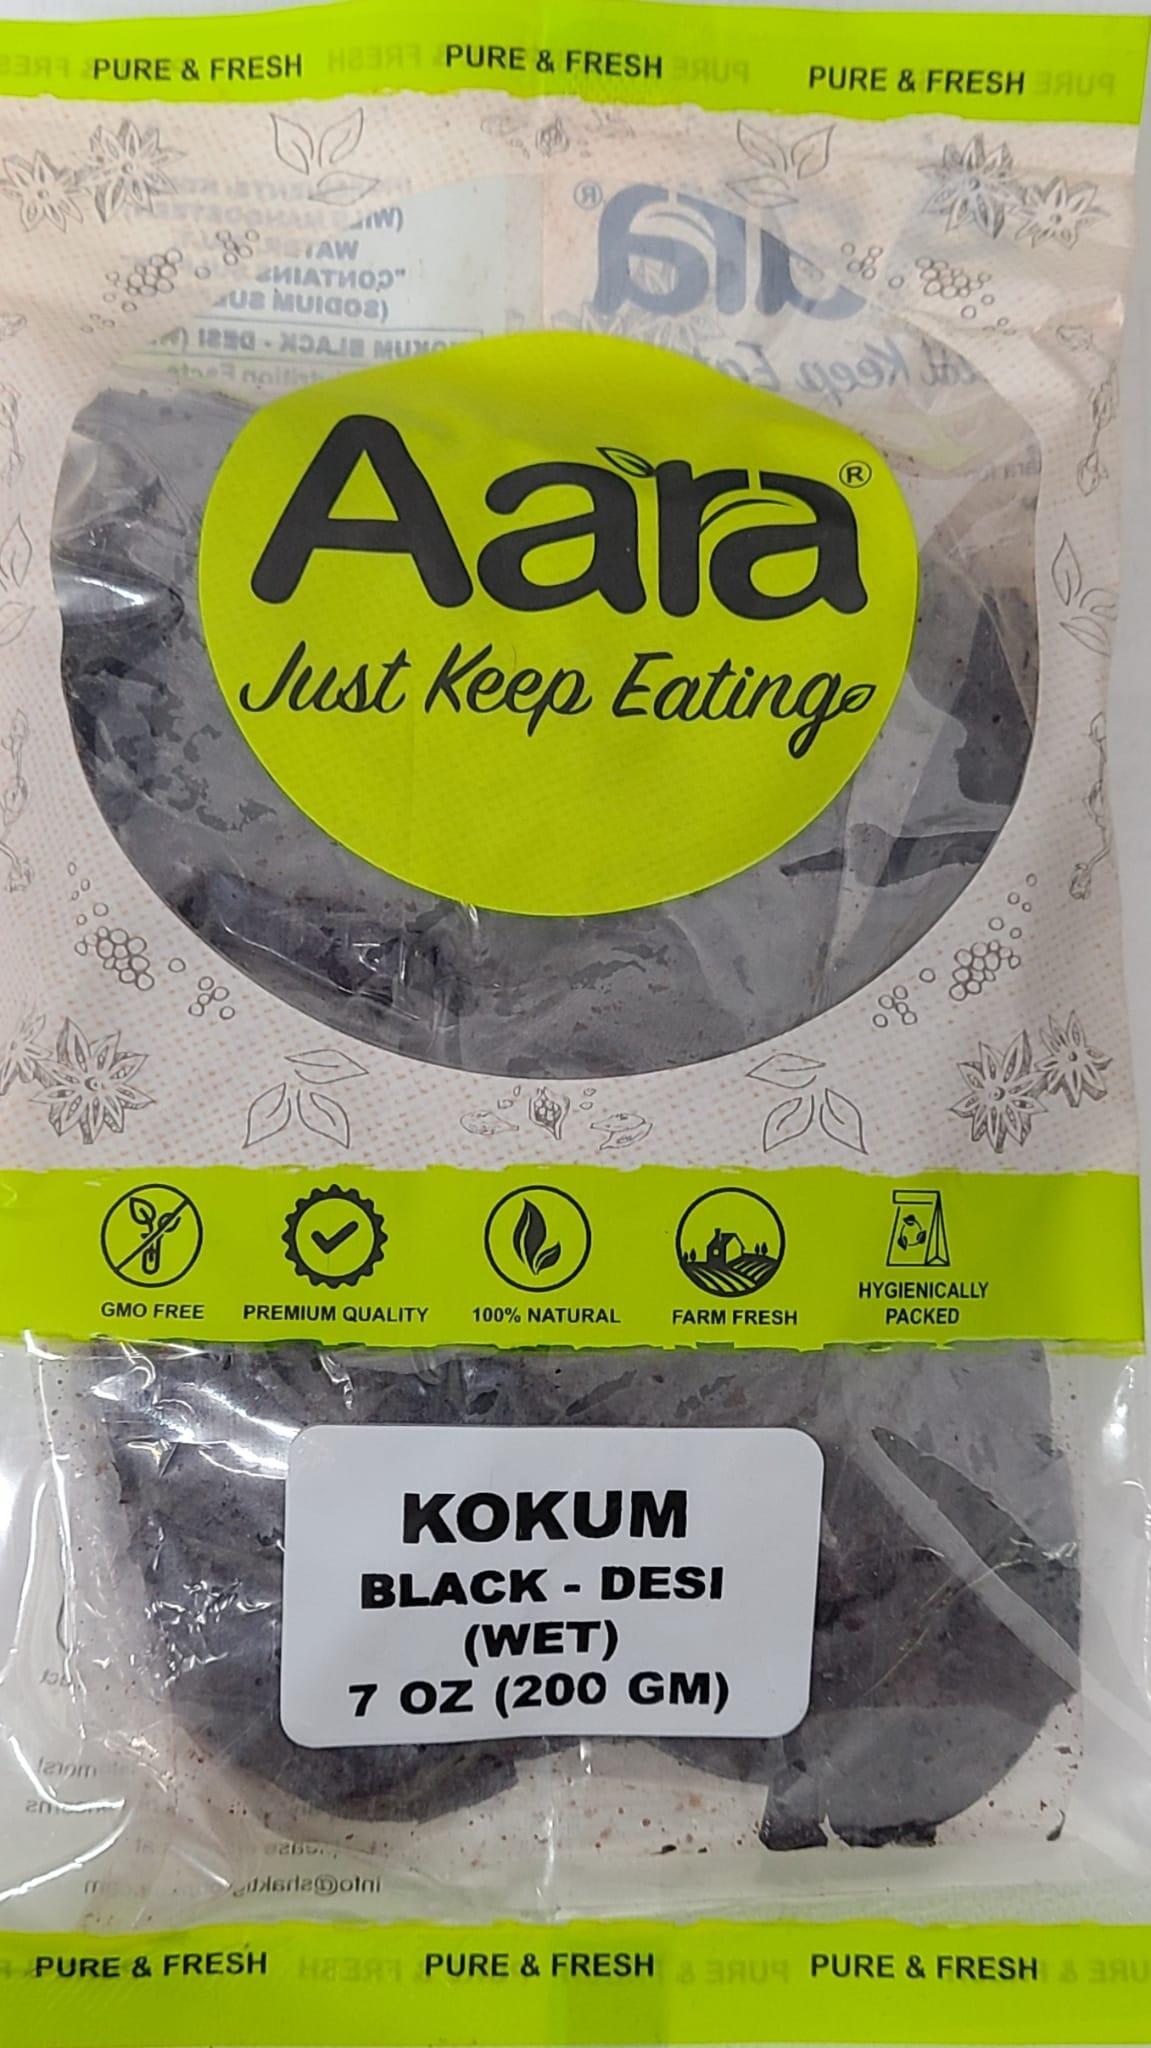 PURE & FRESH PURE & FRESH PURE & FRESH
Aara®
Just Keep Eating
GMO FREE
PREMIUM QUALITY
100% NATURAL
FARM FRESH
HYGIENICALLY
PACKED
KOKUM
BLACK - DESI
(WET)
7 OZ (200 GM)
PURE & FRESH PURE & FRESH PURE & FRESH